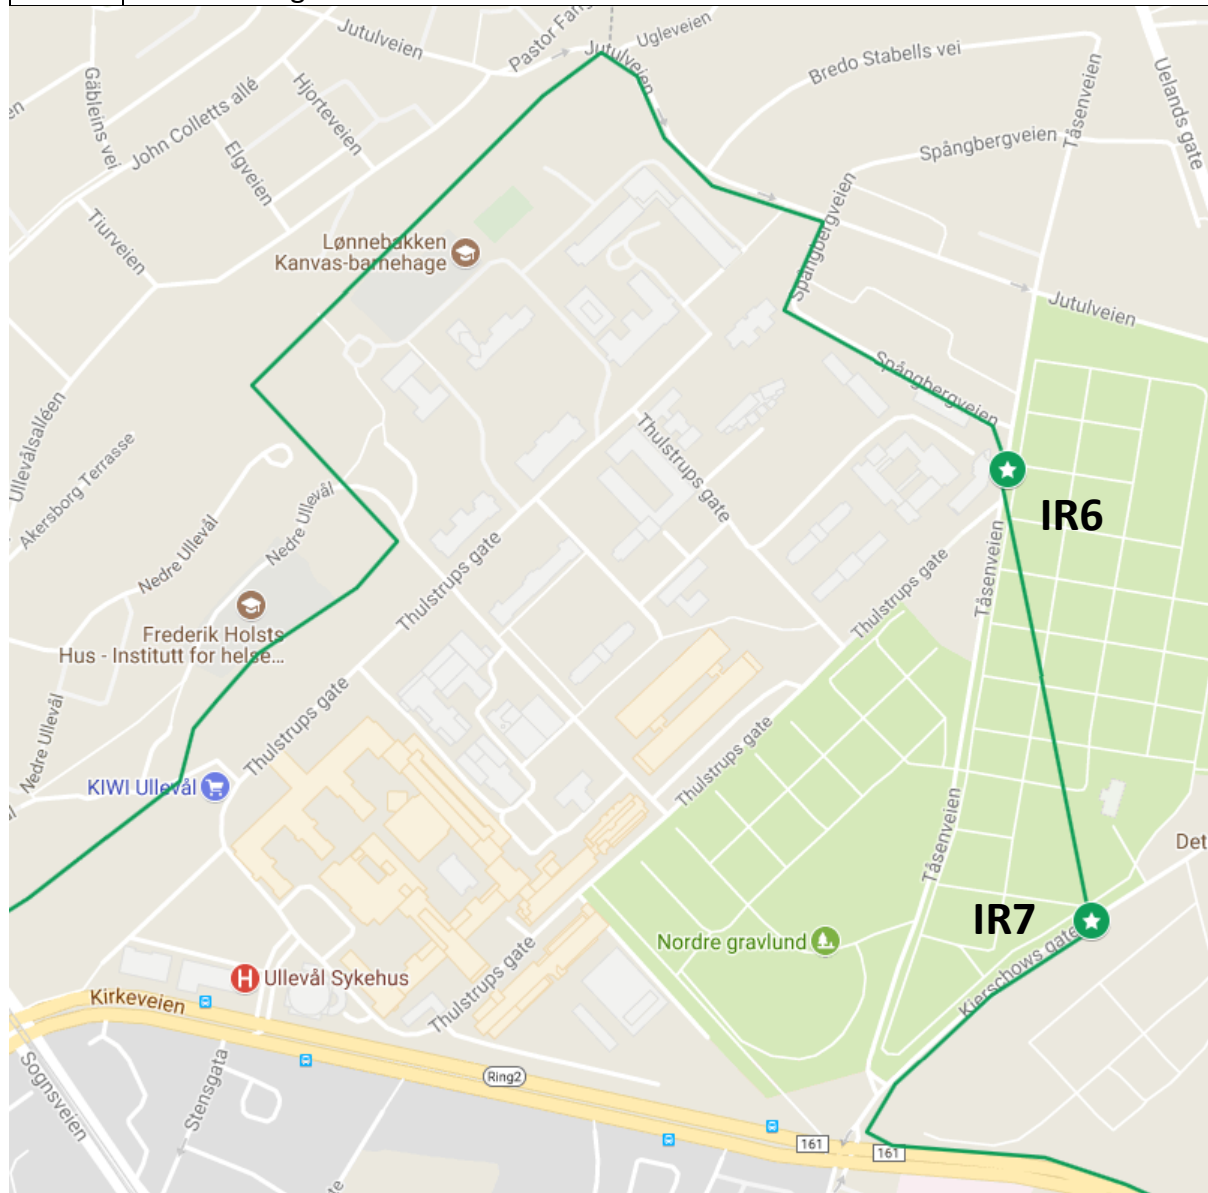 Jutulveien
Pastor Fang
Jutulveien
Ugleveien
Bredo Stabells vei
Uelands gate
Tåsenveien
Gäbleins vei
John Colletts allé
Hjorteveien
Elgveien
Spångbergveien
Spångbergveien
Tiurveien
Lønnebakken
Kanvas-barnehage
Jutulveien
Spångbergveien
Ullevålsalléen
Akersborg Terrasse
Thulstrups gate
IR6
Nedre Ullevål
Nedre Ullevål
Thulstrups gate
Thulstrups gate
Tåsenveien
Frederik Holsts
Hus - Institutt for helse...
Nedre Ullevål
Thulstrups gate
Thulstrups gate
KIWI Ullevål
Tåsenveien
Det
IR7
Nordre gravlund
Kierschows gate
Ullevål Sykehus
H
Thulstrups gate
Kirkeveien
Sognsveien
Stensgata
Ring2
161
161